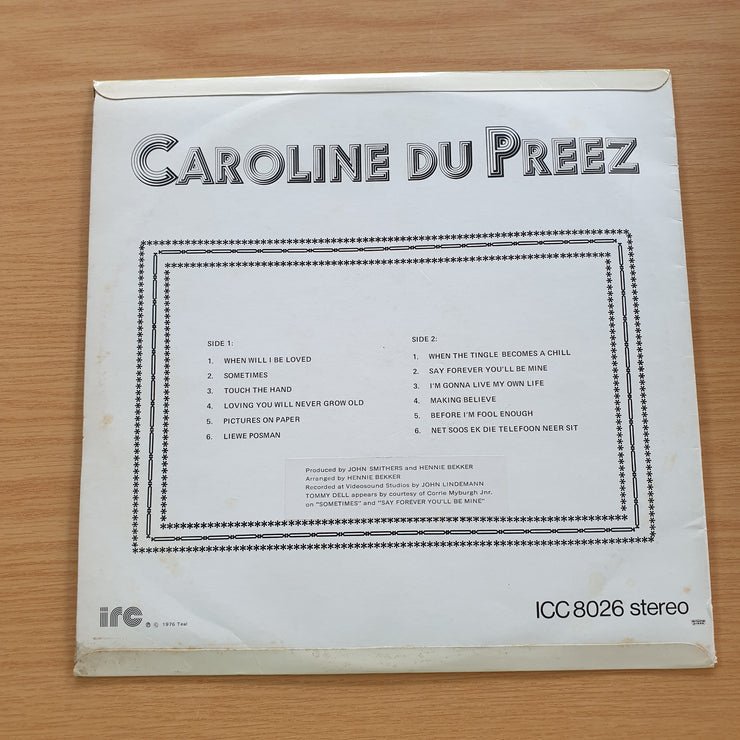 CAROLINE DU PREEZ
SIDE 1:
1. WHEN WILL I BE LOVED
2. SOMETIMES
3. TOUCH THE HAND
4. LOVING YOU WILL NEVER GROW OLD
5. PICTURES ON PAPER
6. LIEWE POSMAN
SIDE 2:
1. WHEN THE TINGLE BECOMES A CHILL
2. SAY FOREVER YOU'LL BE MINE
3. I'M GONNA LIVE MY OWN LIFE
4. MAKING BELIEVE
5. BEFORE I'M FOOL ENOUGH
6. NET SOOS EK DIE TELEFOON NEER SIT
Produced by JOHN SMITHERS and HENNIE BEKKER
Arranged by HENNIE BEKKER
Recorded at Videosound Studios by JOHN LINDEMANN
TOMMY DELL appears by courtesy of Corrie Myburgh Jnr.
on "SOMETIMES" and "SAY FOREVER YOU'LL BE MINE"
irc ℗ © 1976 Teal
ICC 8026 stereo